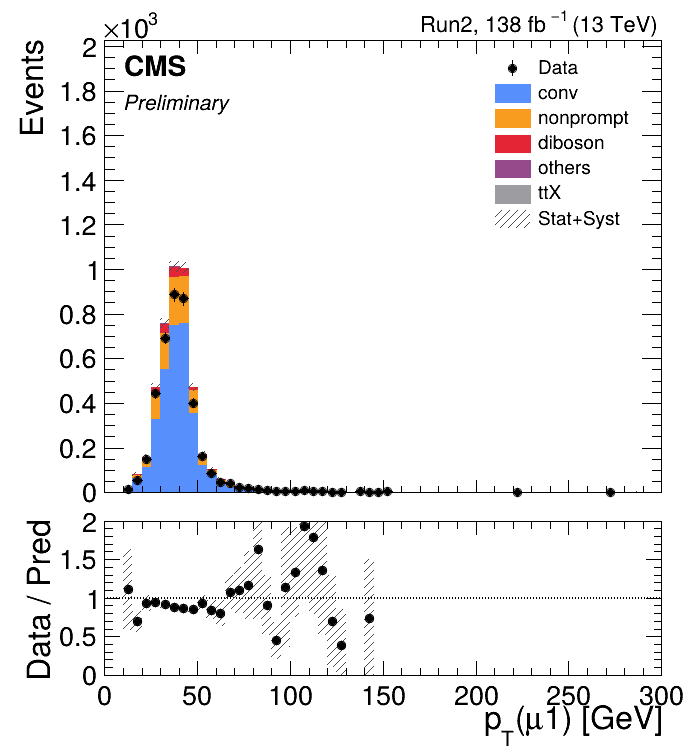 ×10³
Run2, 138 fb⁻¹ (13 TeV)
CMS
Preliminary
Events
2
1.8
1.6
1.4
1.2
1
0.8
0.6
0.4
0.2
0
Data
conv
nonprompt
diboson
others
ttX
Stat+Syst
Data / Pred
2
1.5
1
0.5
0
0 50 100 150 200 250 300
p_T(μ1) [GeV]